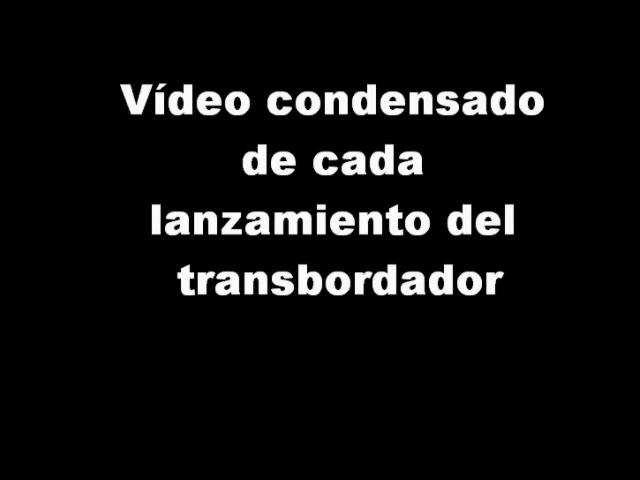 Vídeo condensado
de cada
lanzamiento del
transbordador